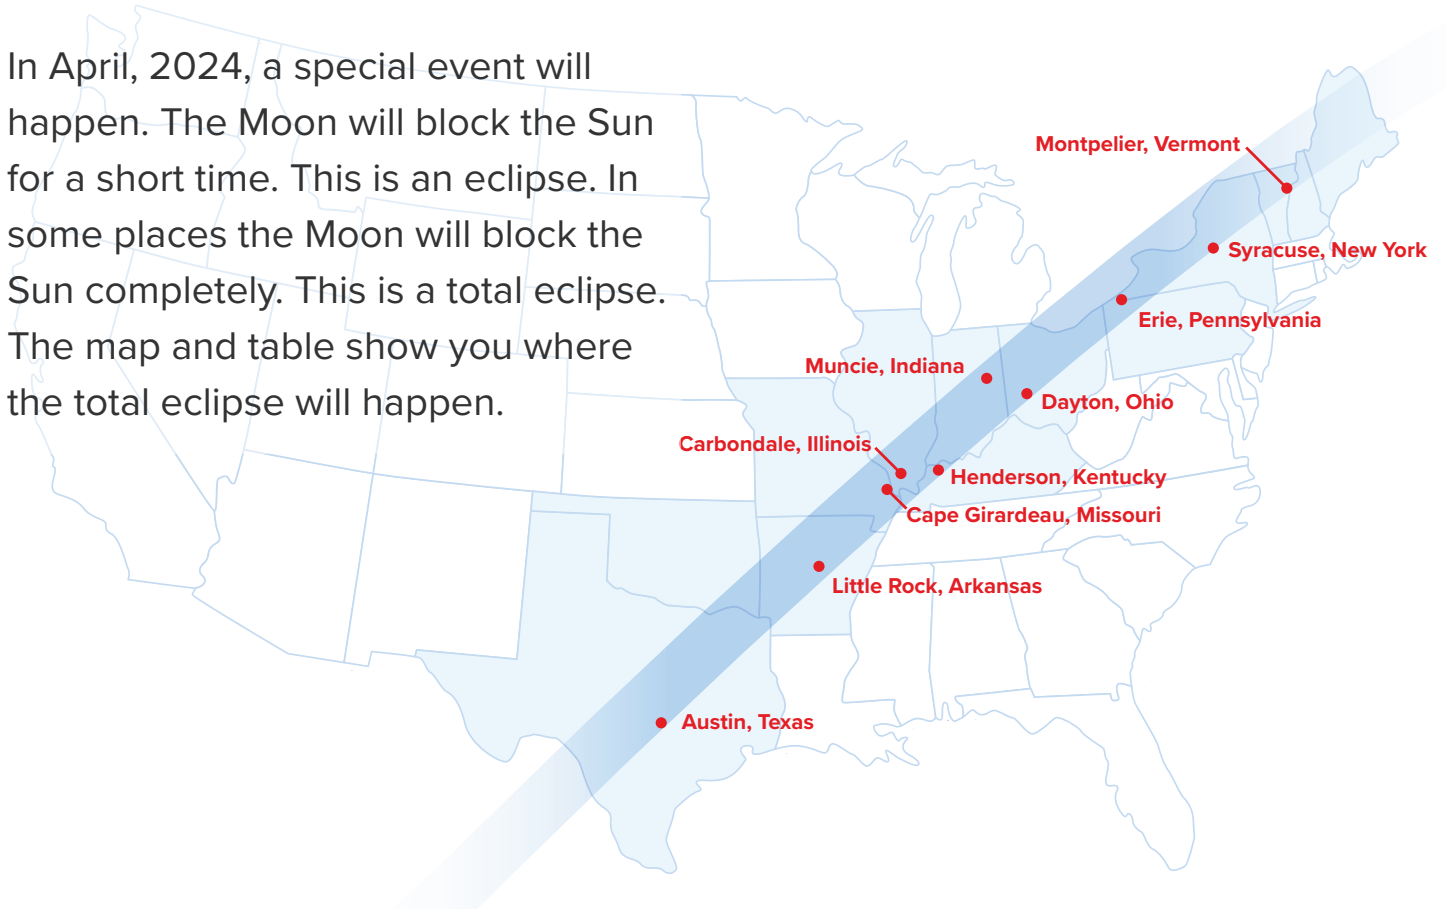 In April, 2024, a special event will
happen. The Moon will block the Sun
for a short time. This is an eclipse. In
some places the Moon will block the
Sun completely. This is a total eclipse.
The map and table show you where
the total eclipse will happen.
Montpelier, Vermont
Syracuse, New York
Erie, Pennsylvania
Muncie, Indiana
Dayton, Ohio
Carbondale, Illinois
Henderson, Kentucky
Cape Girardeau, Missouri
Little Rock, Arkansas
Austin, Texas